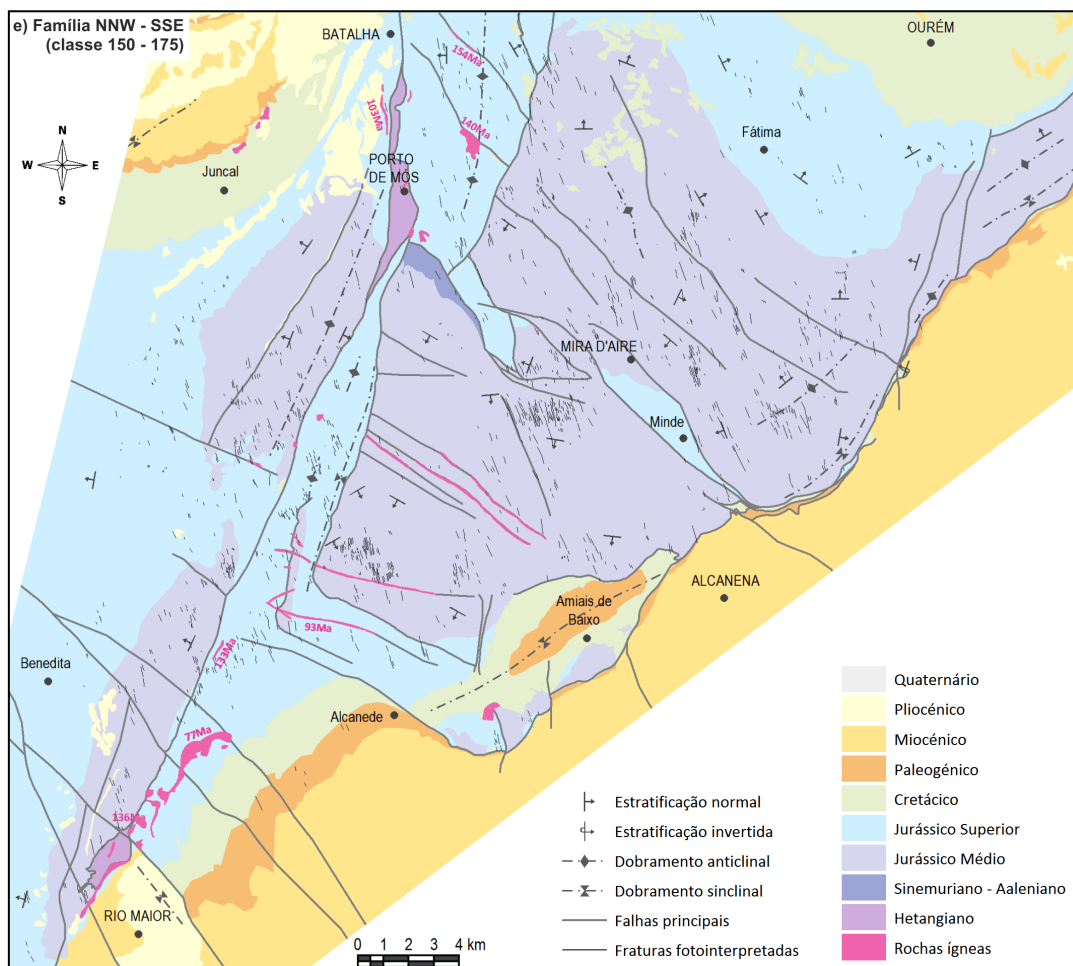 e) Família NNW - SSE
(classe 150 - 175)
BATALHA
OURÉM
154Ma
103Ma
140Ma
Fátima
N
W E
S
Juncal
PORTO
DE MÓS
MIRA D'AIRE
Minde
ALCANENA
Amiais de
Baixo
93Ma
133Ma
Benedita
Alcanede
77Ma
136Ma
RIO MAIOR
0 1 2 3 4 km
Estratificação normal
Estratificação invertida
Dobramento anticlinal
Dobramento sinclinal
Falhas principais
Fraturas fotointerpretadas
Quaternário
Pliocénico
Miocénico
Paleogénico
Cretácico
Jurássico Superior
Jurássico Médio
Sinemuriano - Aaleniano
Hetangiano
Rochas ígneas